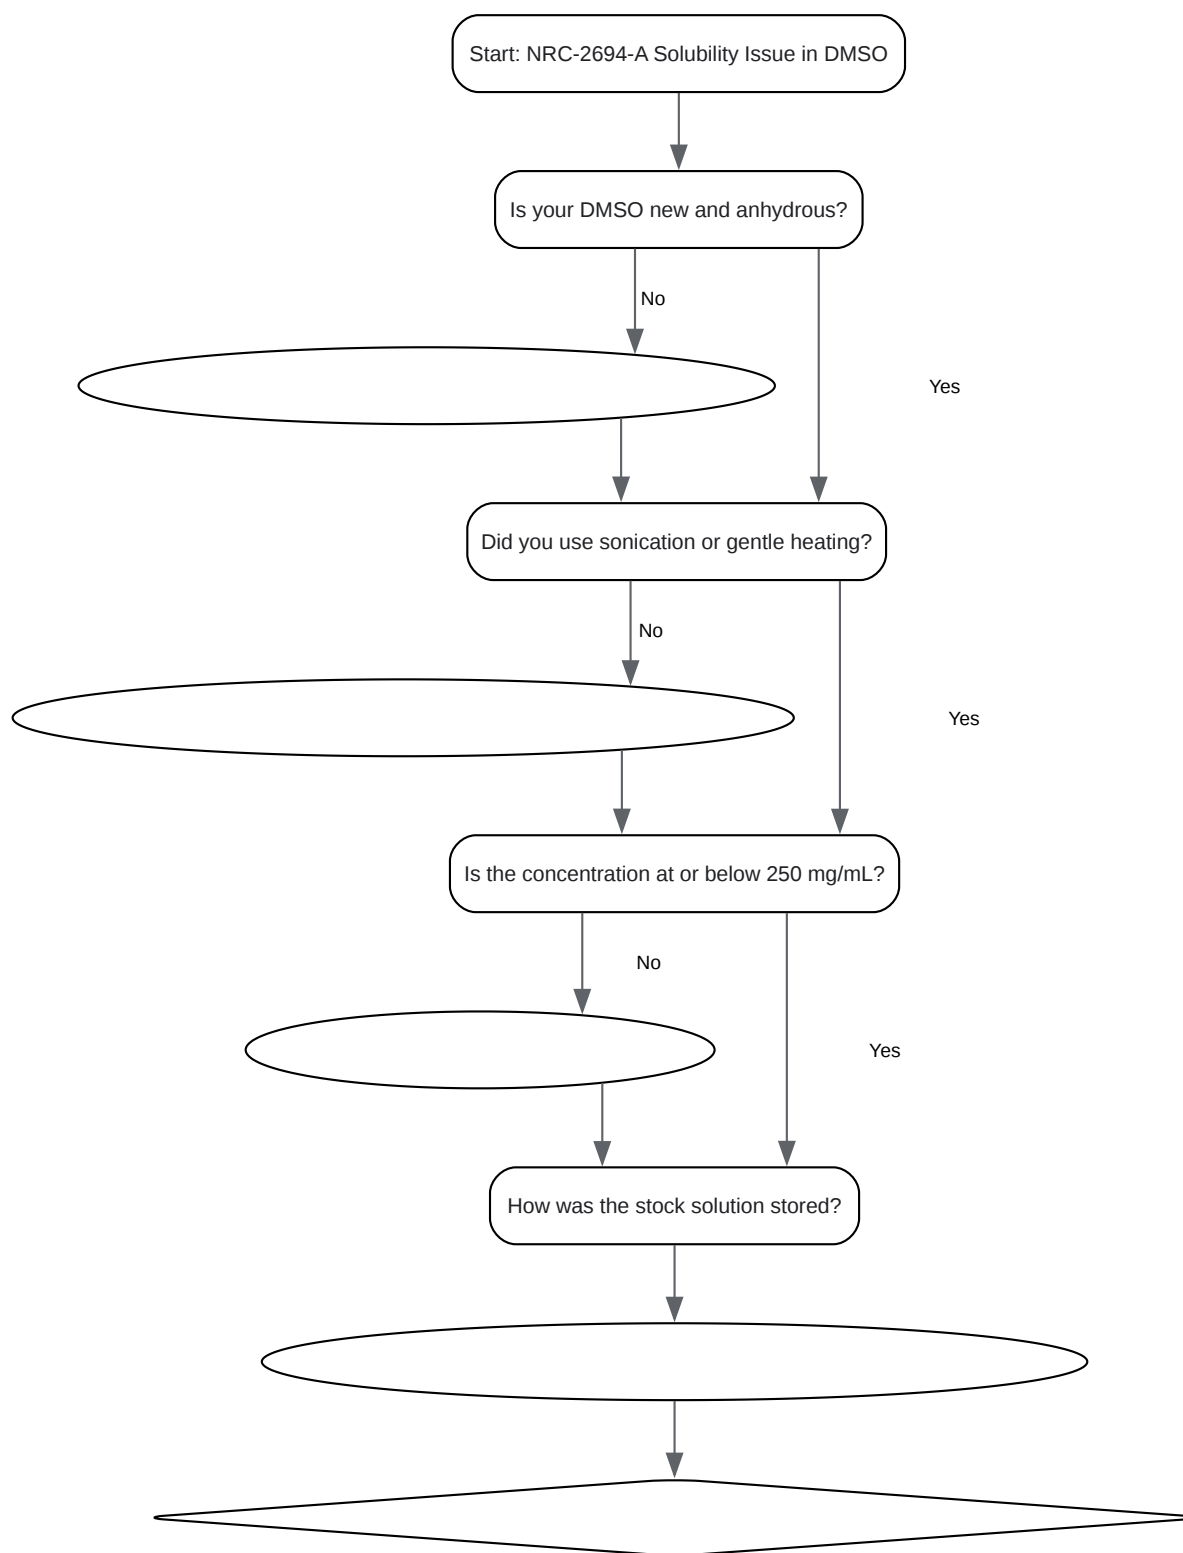 Start: NRC-2694-A Solubility Issue in DMSO
Is your DMSO new and anhydrous?
No
Yes
Did you use sonication or gentle heating?
No
Yes
Is the concentration at or below 250 mg/mL?
No
Yes
How was the stock solution stored?